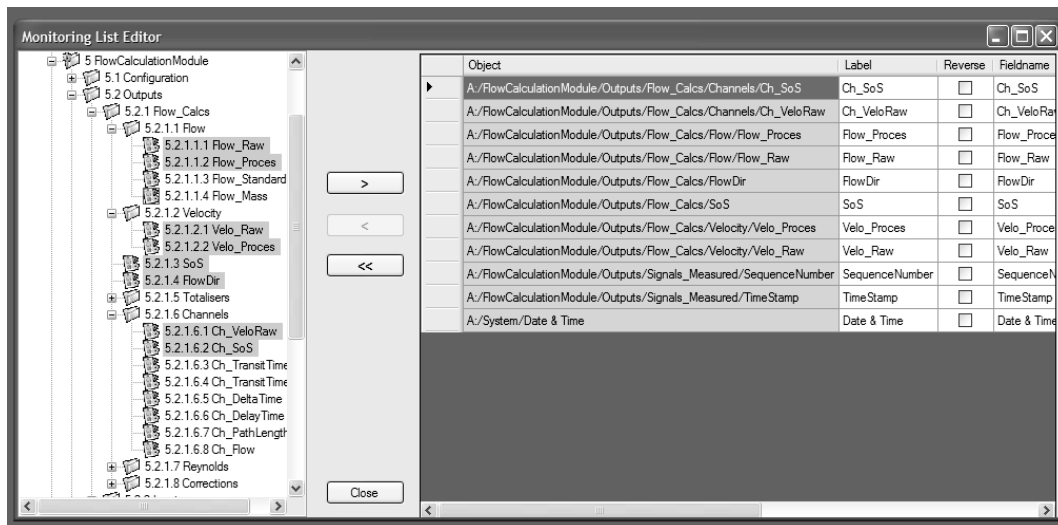 Monitoring List Editor
5 FlowCalculationModule
5.1 Configuration
5.2 Outputs
5.2.1 Flow_Calcs
5.2.1.1 Flow
5.2.1.1.1 Flow_Raw
5.2.1.1.2 Flow_Proces
5.2.1.1.3 Flow_Standard
5.2.1.1.4 Flow_Mass
5.2.1.2 Velocity
5.2.1.2.1 Velo_Raw
5.2.1.2.2 Velo_Proces
5.2.1.3 SoS
5.2.1.4 FlowDir
5.2.1.5 Totalisers
5.2.1.6 Channels
5.2.1.6.1 Ch_VeloRaw
5.2.1.6.2 Ch_SoS
5.2.1.6.3 Ch_TransitTime
5.2.1.6.4 Ch_TransitTime
5.2.1.6.5 Ch_DeltaTime
5.2.1.6.6 Ch_DelayTime
5.2.1.6.7 Ch_PathLength
5.2.1.6.8 Ch_Flow
5.2.1.7 Reynolds
5.2.1.8 Corrections
>
<
<<
Close
Object Label Reverse Fieldname
A:/FlowCalculationModule/Outputs/Flow_Calcs/Channels/Ch_SoS Ch_SoS Ch_SoS
A:/FlowCalculationModule/Outputs/Flow_Calcs/Channels/Ch_VeloRaw Ch_VeloRaw Ch_VeloRa
A:/FlowCalculationModule/Outputs/Flow_Calcs/Flow/Flow_Proces Flow_Proces Flow_Proce
A:/FlowCalculationModule/Outputs/Flow_Calcs/Flow/Flow_Raw Flow_Raw Flow_Raw
A:/FlowCalculationModule/Outputs/Flow_Calcs/FlowDir FlowDir FlowDir
A:/FlowCalculationModule/Outputs/Flow_Calcs/SoS SoS SoS
A:/FlowCalculationModule/Outputs/Flow_Calcs/Velocity/Velo_Proces Velo_Proces Velo_Proce
A:/FlowCalculationModule/Outputs/Flow_Calcs/Velocity/Velo_Raw Velo_Raw Velo_Raw
A:/FlowCalculationModule/Outputs/Signals_Measured/SequenceNumber SequenceNumber SequenceN
A:/FlowCalculationModule/Outputs/Signals_Measured/TimeStamp TimeStamp TimeStamp
A:/System/Date & Time Date & Time Date & Time